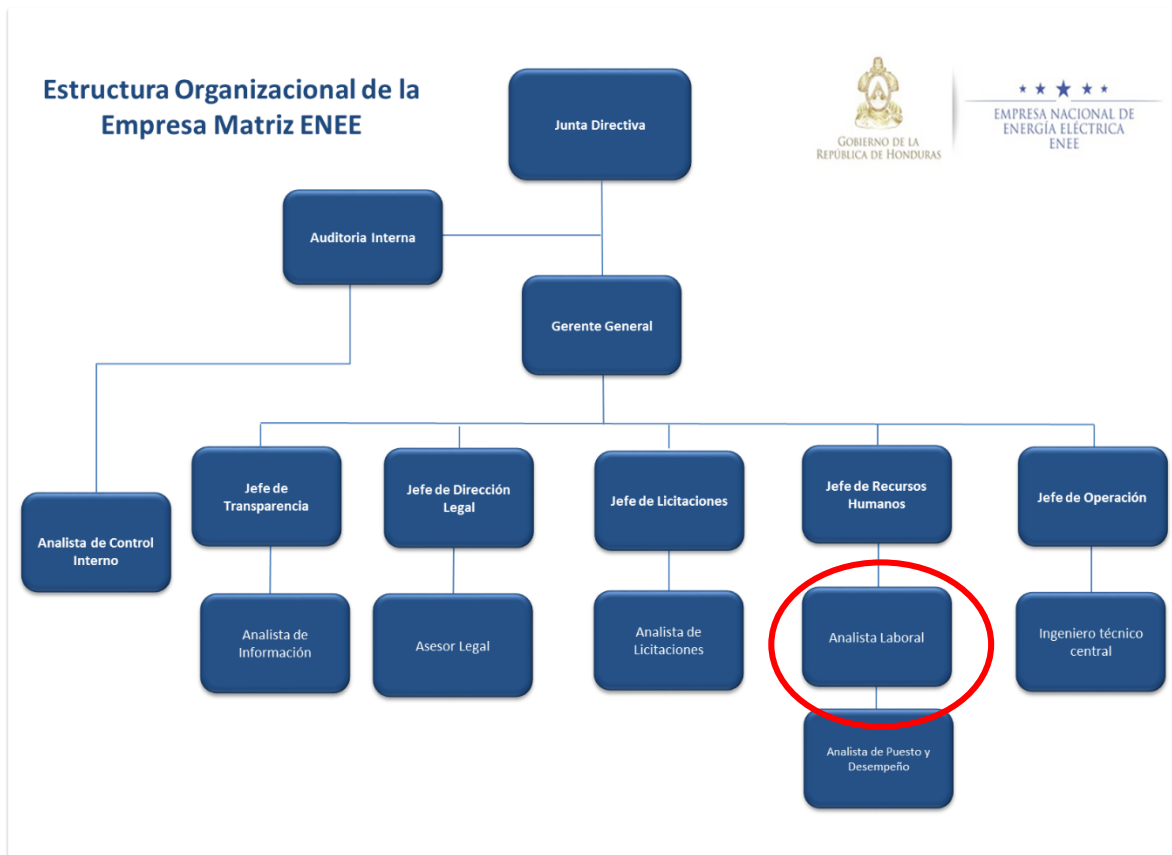 Estructura Organizacional de la
Empresa Matriz ENEE
Junta Directiva
GOBIERNO DE LA
REPÚBLICA DE HONDURAS
EMPRESA NACIONAL DE
ENERGÍA ELÉCTRICA
ENEE
Auditoria Interna
Gerente General
Analista de Control
Interno
Jefe de
Transparencia
Jefe de Dirección
Legal
Jefe de Licitaciones
Jefe de Recursos
Humanos
Jefe de Operación
Analista de
Información
Asesor Legal
Analista de
Licitaciones
Analista Laboral
Ingeniero técnico
central
Analista de Puesto y
Desempeño